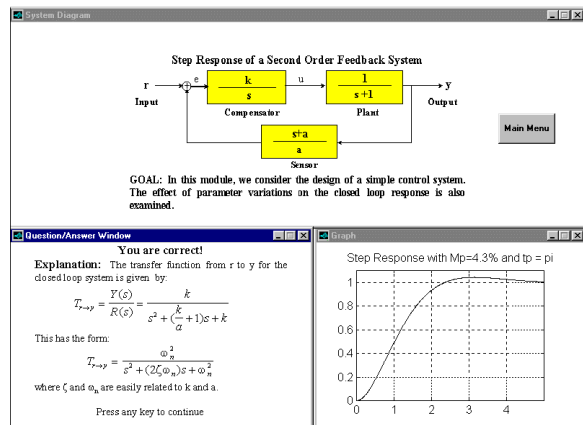 System Diagram
Step Response of a Second Order Feedback System
r
Input
e
k
s
Compensator
u
1
s+1
Plant
y
Output
s+a
a
Sensor
Main Menu
GOAL: In this module, we consider the design of a simple control system.
The effect of parameter variations on the closed loop response is also
examined.
Question/Answer Window
You are correct!
Explanation: The transfer function from r to y for the
closed loop system is given by:
T_{r→y} = Y(s)/R(s) = k/(s² + (k/a + 1)s + k)
This has the form:
T_{r→y} = ω_n²/(s² + (2ζω_n)s + ω_n²)
where ζ and ω_n are easily related to k and a.
Press any key to continue
Graph
Step Response with Mp=4.3% and tp = pi
1
0.8
0.6
0.4
0.2
0
0 1 2 3 4